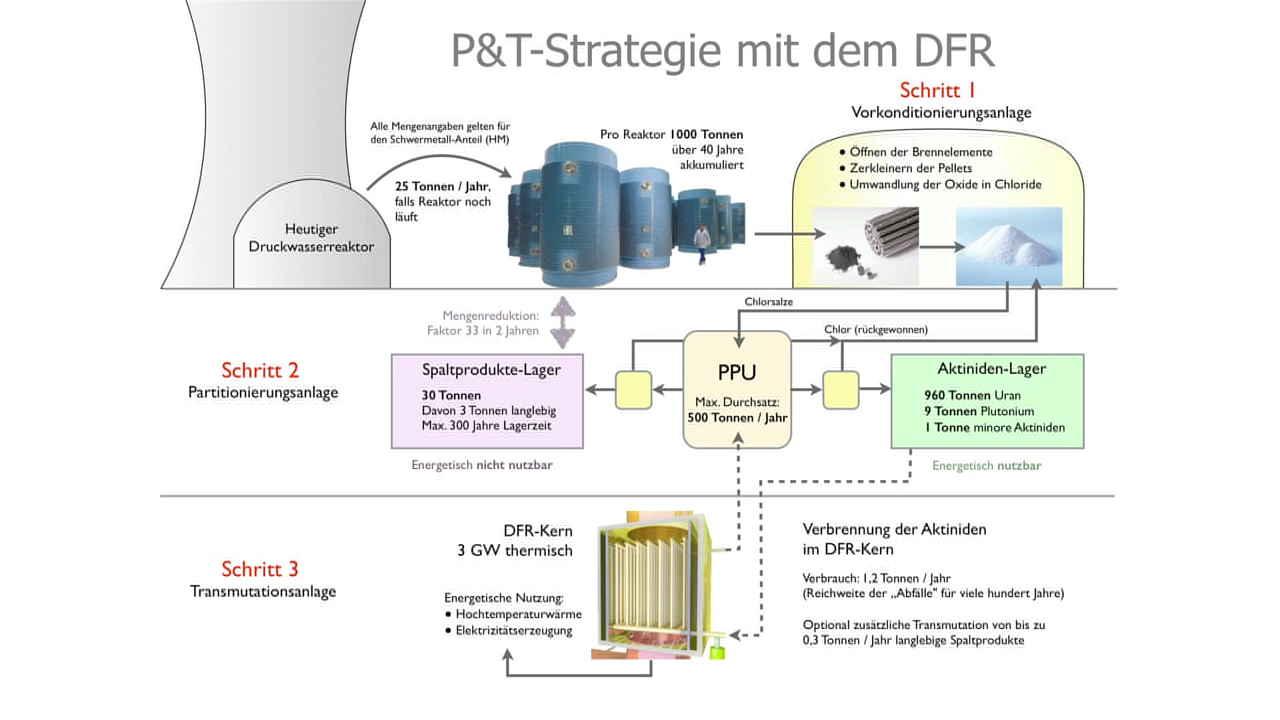 P&T-Strategie mit dem DFR
Schritt 1
Vorkonditionierungsanlage
• Öffnen der Brennelemente
• Zerkleinern der Pellets
• Umwandlung der Oxide in Chloride
Alle Mengenangaben gelten für
den Schwermetall-Anteil (HM)
25 Tonnen / Jahr,
falls Reaktor noch
läuft
Pro Reaktor 1000 Tonnen
über 40 Jahre
akkumuliert
Heutiger
Druckwasserreaktor
Mengenreduktion:
Faktor 33 in 2 Jahren
Chlorsalze
Chlor (rückgewonnen)
Schritt 2
Partitionierungsanlage
Spaltprodukte-Lager
30 Tonnen
Davon 3 Tonnen langlebig
Max. 300 Jahre Lagerzeit
Energetisch nicht nutzbar
PPU
Max. Durchsatz:
500 Tonnen / Jahr
Aktiniden-Lager
960 Tonnen Uran
9 Tonnen Plutonium
1 Tonne minore Aktiniden
Energetisch nutzbar
Schritt 3
Transmutationsanlage
DFR-Kern
3 GW thermisch
Energetische Nutzung:
• Hochtemperaturwärme
• Elektrizitätserzeugung
Verbrennung der Aktiniden
im DFR-Kern
Verbrauch: 1,2 Tonnen / Jahr
(Reichweite der „Abfälle" für viele hundert Jahre)
Optional zusätzliche Transmutation von bis zu
0,3 Tonnen / Jahr langlebige Spaltprodukte